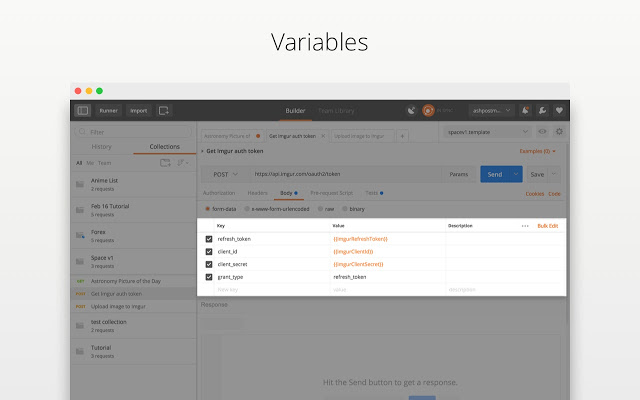 Variables
Runner
Import
Builder
Team Library
IN SYNC
ashpostm...
Filter
History
Collections
All Me Team
Anime List
2 requests
Feb 16 Tutorial
2 requests
Forex
3 requests
Space v1
3 requests
GET Astronomy Picture of the Day
POST Get Imgur auth token
POST Upload image to Imgur
test collection
2 requests
Tutorial
2 requests
Astronomy Picture of
Get Imgur auth token
Upload image to Imgur
spacev1.template
Get Imgur auth token
Examples (0)
POST
https://api.imgur.com/oauth2/token
Params
Send
Save
Authorization
Headers
Body
Pre-request Script
Tests
Cookies
Code
form-data
x-www-form-urlencoded
raw
binary
Key
Value
Description
Bulk Edit
refresh_token
{{imgurRefreshToken}}
client_id
{{imgurClientId}}
client_secret
{{imgurClientSecret}}
grant_type
refresh_token
New key
value
description
Response
Hit the Send button to get a response.